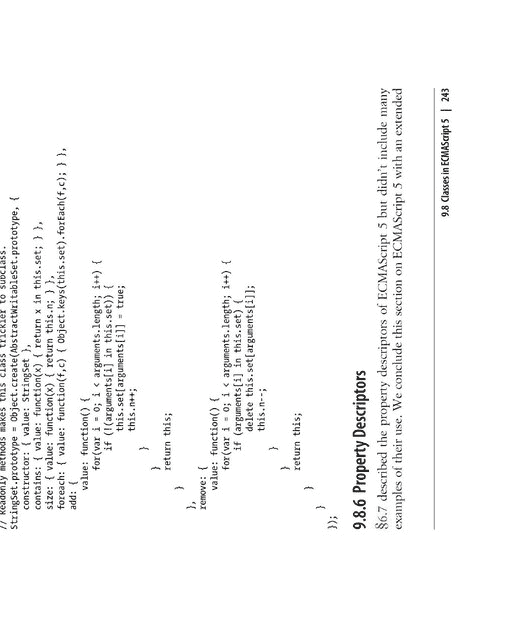 // Readonly methods makes this class trickier to subclass.
StringSet.prototype = Object.create(AbstractWritableSet.prototype, {
constructor: { value: StringSet },
contains: { value: function(x) { return x in this.set; } },
size: { value: function(x) { return this.n; } },
foreach: { value: function(f,c) { Object.keys(this.set).forEach(f,c); } },
add: {
value: function() {
for(var i = 0; i < arguments.length; i++) {
if (!(arguments[i] in this.set)) {
this.set[arguments[i]] = true;
this.n++;
}
}
return this;
}
},
remove: {
value: function() {
for(var i = 0; i < arguments.length; i++) {
if (arguments[i] in this.set) {
delete this.set[arguments[i]];
this.n--;
}
}
return this;
}
}
});
9.8.6 Property Descriptors
§6.7 described the property descriptors of ECMAScript 5 but didn't include many
examples of their use. We conclude this section on ECMAScript 5 with an extended
9.8 Classes in ECMAScript 5 | 243